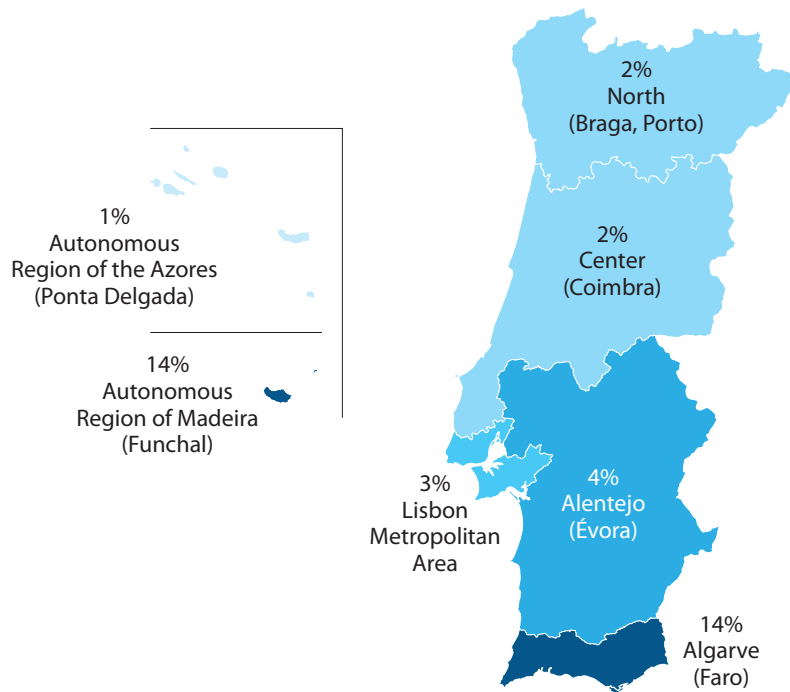 2%
North
(Braga, Porto)
1%
Autonomous
Region of the Azores
(Ponta Delgada)
2%
Center
(Coimbra)
14%
Autonomous
Region of Madeira
(Funchal)
3%
Lisbon
Metropolitan
Area
4%
Alentejo
(Évora)
14%
Algarve
(Faro)